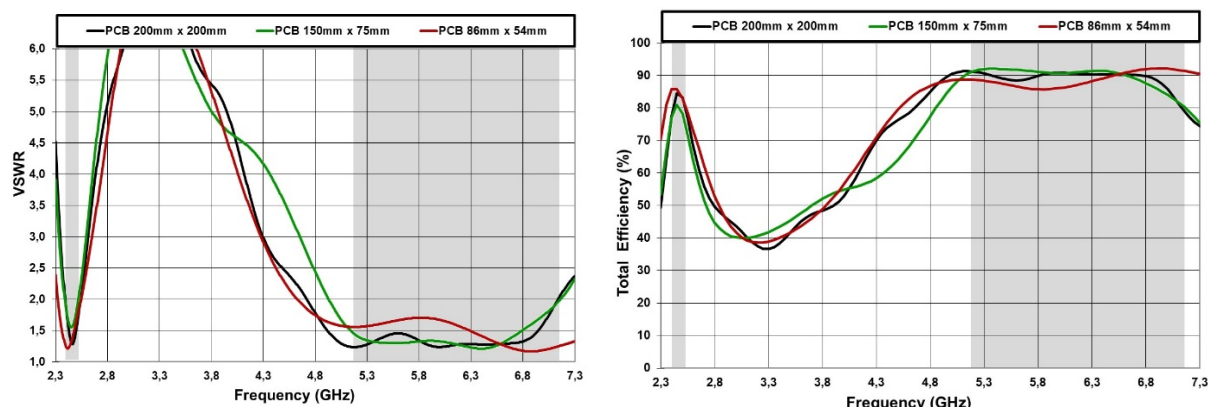 PCB 200mm x 200mm PCB 150mm x 75mm PCB 86mm x 54mm
6,0
5,5
5,0
4,5
4,0
3,5
3,0
2,5
2,0
1,5
1,0
VSWR
2,3 2,8 3,3 3,8 4,3 4,8 5,3 5,8 6,3 6,8 7,3
Frequency (GHz)
PCB 200mm x 200mm PCB 150mm x 75mm PCB 86mm x 54mm
100
90
80
70
60
50
40
30
20
10
0
Total Efficiency (%)
2,3 2,8 3,3 3,8 4,3 4,8 5,3 5,8 6,3 6,8 7,3
Frequency (GHz)